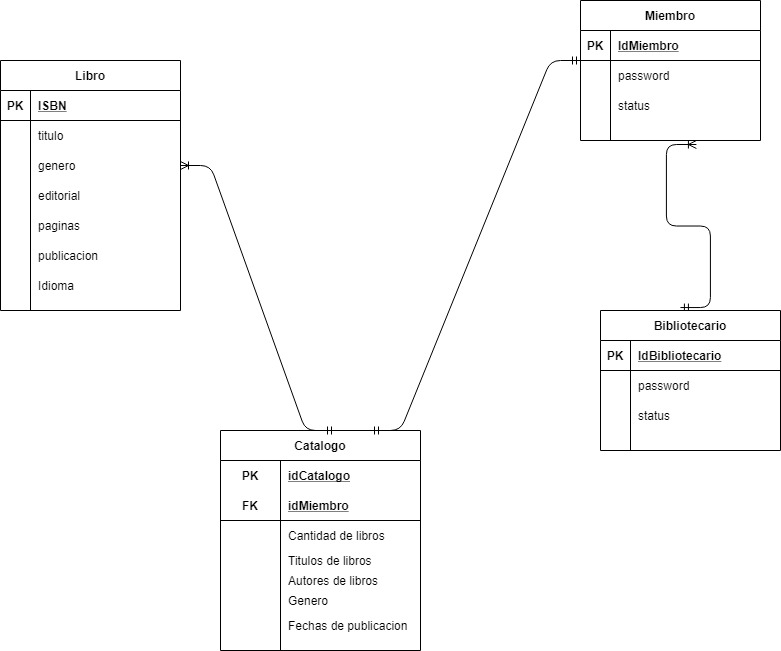 Miembro
PK IdMiembro
password
status
Libro
PK ISBN
titulo
genero
editorial
paginas
publicacion
Idioma
Bibliotecario
PK IdBibliotecario
password
status
Catalogo
PK idCatalogo
FK idMiembro
Cantidad de libros
Titulos de libros
Autores de libros
Genero
Fechas de publicacion